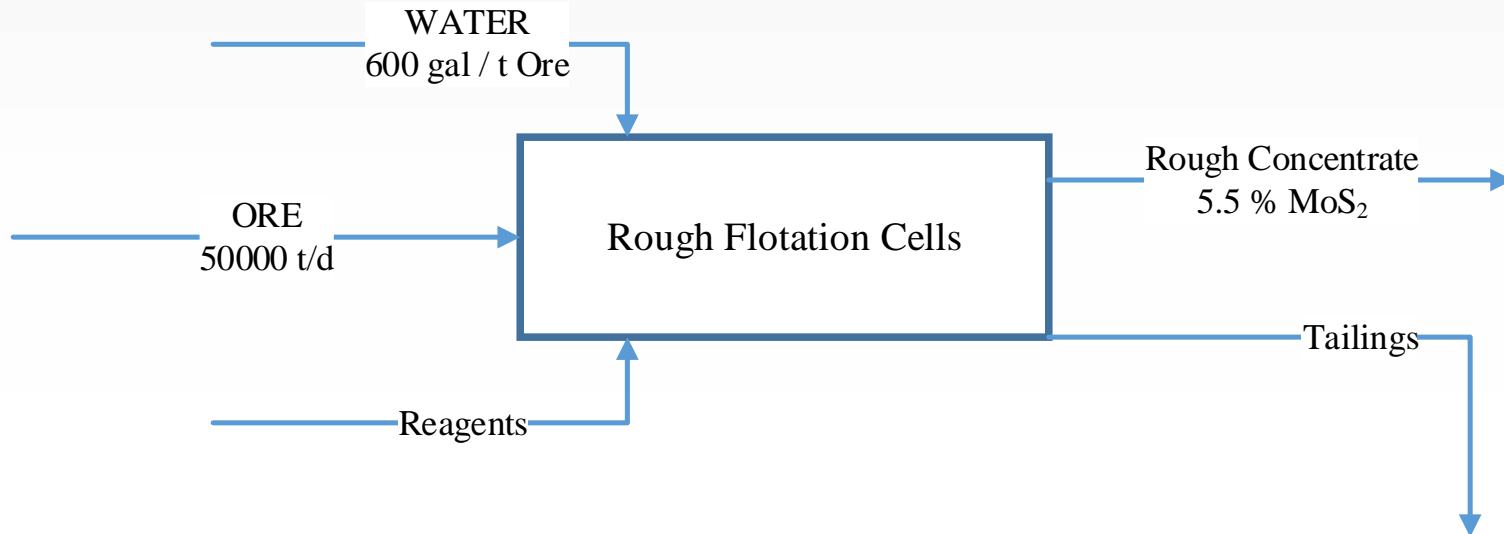 WATER
600 gal / t Ore
ORE
50000 t/d
Rough Flotation Cells
Rough Concentrate
5.5 % MoS₂
Tailings
Reagents